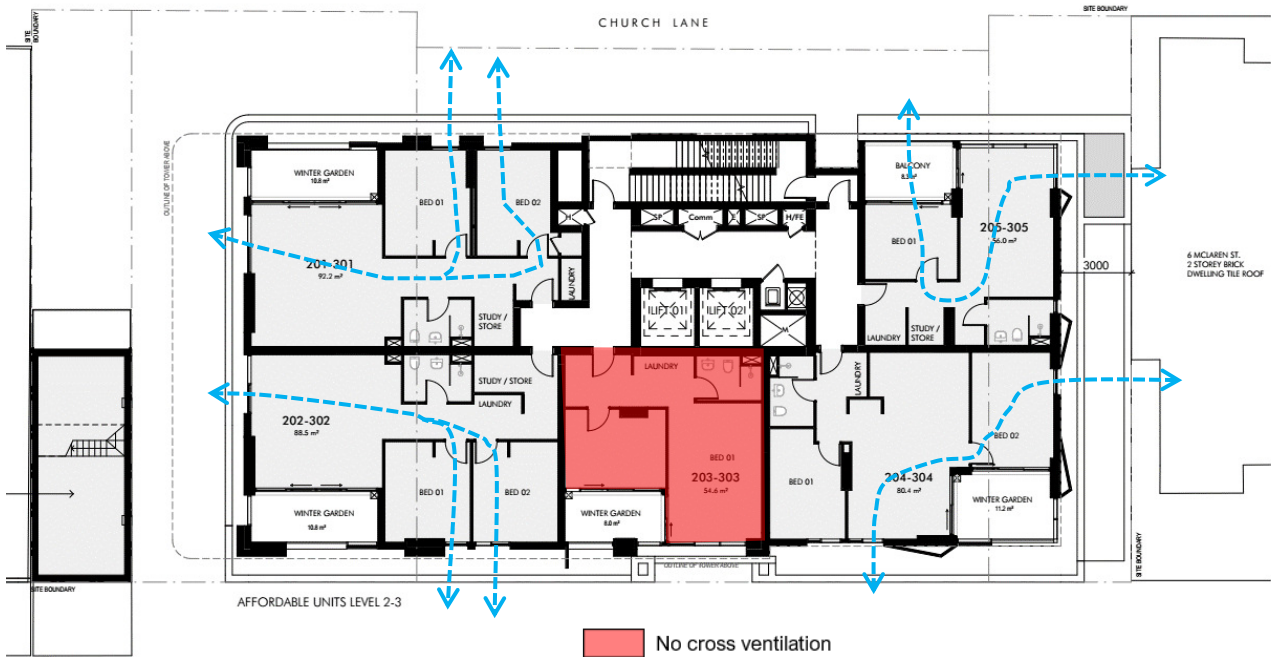 CHURCH LANE
SITE BOUNDARY
SITE BOUNDARY
SITE BOUNDARY
OUTLINE OF TOWER ABOVE
WINTER GARDEN
10.8 m²
BED 01
BED 02
H
SP
Comm
E
SP
H/FE
BALCONY
8.3 m²
201-301
92.2 m²
LAUNDRY
STUDY /
STORE
LIFT 01
LIFT 02
M
BED 01
205-305
56.0 m²
LAUNDRY
STUDY /
STORE
3000
6 MCLAREN ST.
2 STOREY BRICK
DWELLING TILE ROOF
202-302
88.5 m²
STUDY / STORE
LAUNDRY
BED 01
BED 02
WINTER GARDEN
10.8 m²
LAUNDRY
BED 01
203-303
54.6 m²
WINTER GARDEN
8.0 m²
LAUNDRY
BED 01
BED 02
204-304
80.4 m²
WINTER GARDEN
11.2 m²
OUTLINE OF TOWER ABOVE
SITE BOUNDARY
SITE BOUNDARY
AFFORDABLE UNITS LEVEL 2-3
No cross ventilation